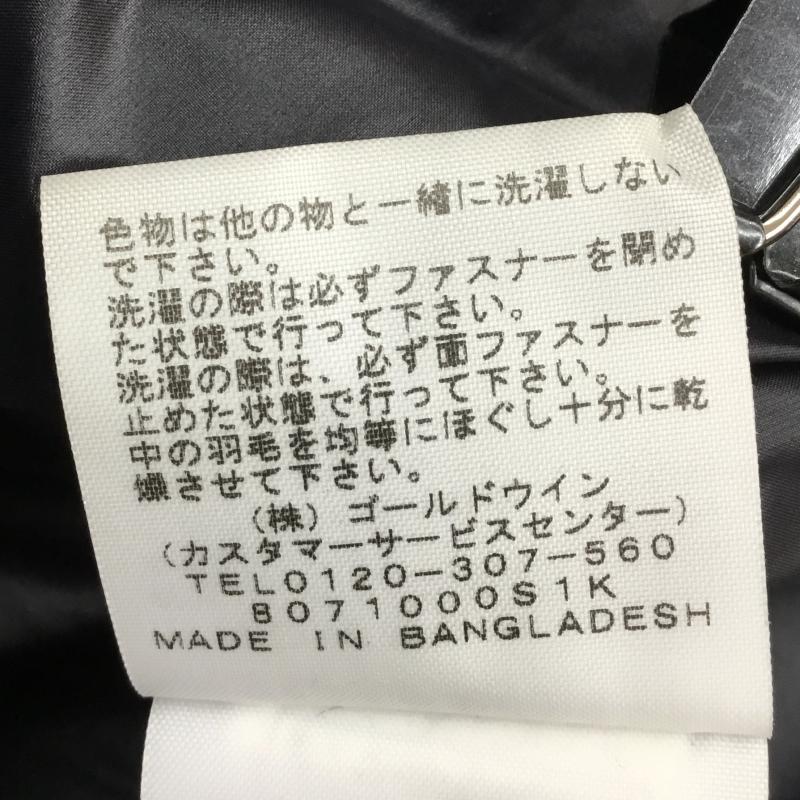 色物は他の物と一緒に洗濯しない
で下さい。
洗濯の際は必ずファスナーを閉め
た状態で行って下さい。
洗濯の際は、必ず面ファスナーを
止めた状態で行って下さい。
中の羽毛を均等にほぐし十分に乾
燥させて下さい。
(株) ゴールドウイン
(カスタマーサービスセンター)
TEL0120-307-560
8071000S1K
MADE IN BANGLADESH